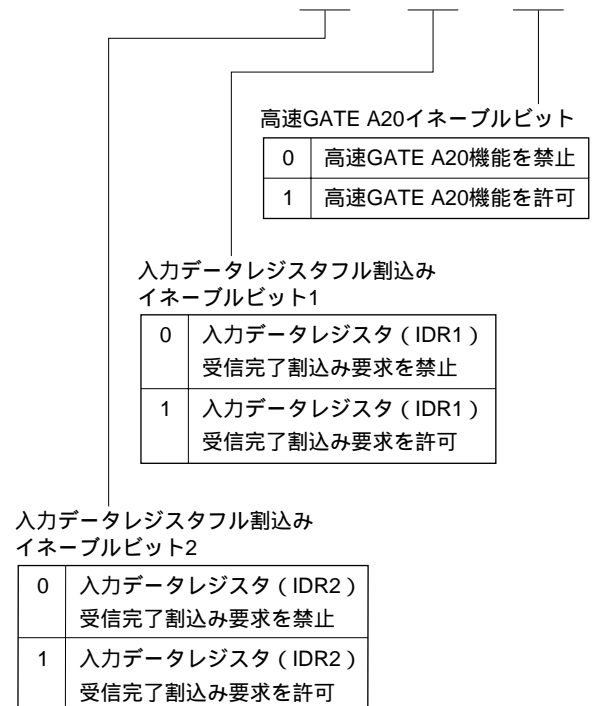 高速GATE A20イネーブルビット
0 高速GATE A20機能を禁止
1 高速GATE A20機能を許可
入力データレジスタフル割込み
イネーブルビット1
0 入力データレジスタ(IDR1)
受信完了割込み要求を禁止
1 入力データレジスタ(IDR1)
受信完了割込み要求を許可
入力データレジスタフル割込み
イネーブルビット2
0 入力データレジスタ(IDR2)
受信完了割込み要求を禁止
1 入力データレジスタ(IDR2)
受信完了割込み要求を許可